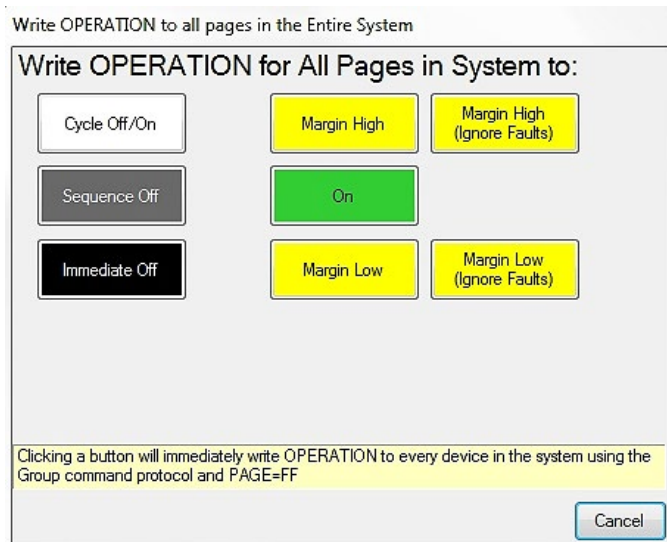 Write OPERATION to all pages in the Entire System
Write OPERATION for All Pages in System to:
Cycle Off/On
Margin High
Margin High
(Ignore Faults)
Sequence Off
On
Immediate Off
Margin Low
Margin Low
(Ignore Faults)
Clicking a button will immediately write OPERATION to every device in the system using the
Group command protocol and PAGE=FF
Cancel